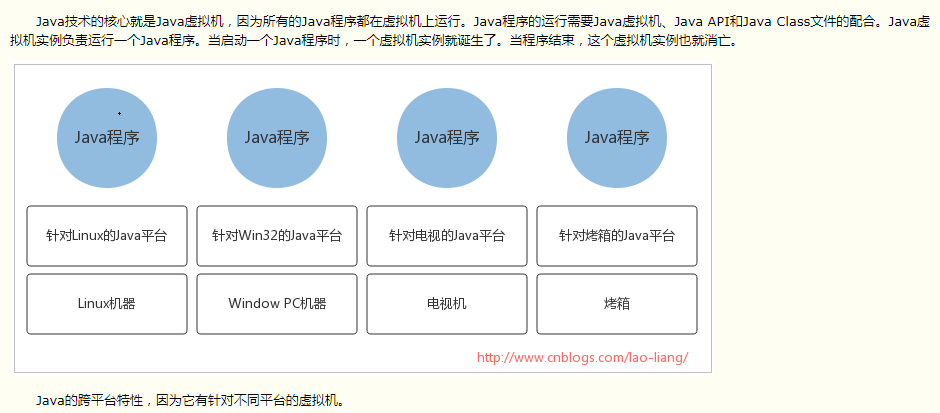 Java技术的核心就是Java虚拟机，因为所有的Java程序都在虚拟机上运行。Java程序的运行需要Java虚拟机、Java API和Java Class文件的配合。Java虚
拟机实例负责运行一个Java程序。当启动一个Java程序时，一个虚拟机实例就诞生了。当程序结束，这个虚拟机实例也就消亡。
Java程序 Java程序 Java程序 Java程序
针对Linux的Java平台 针对Win32的Java平台 针对电视的Java平台 针对烤箱的Java平台
Linux机器 Window PC机器 电视机 烤箱
http://www.cnblogs.com/lao-liang/
Java的跨平台特性，因为它有针对不同平台的虚拟机。